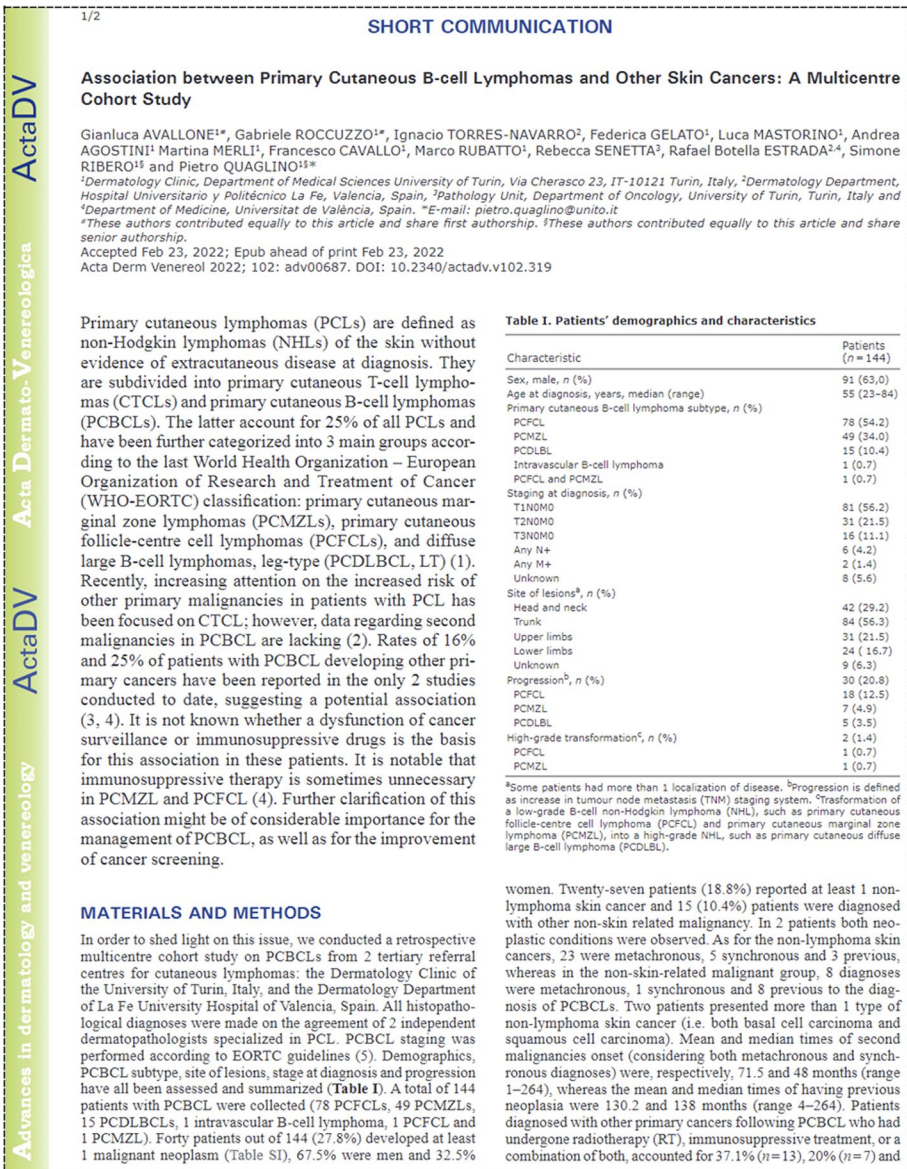 1/2
SHORT COMMUNICATION
Association between Primary Cutaneous B-cell Lymphomas and Other Skin Cancers: A Multicentre
Cohort Study
Gianluca AVALLONE¹#, Gabriele ROCCUZZO¹#, Ignacio TORRES-NAVARRO², Federica GELATO¹, Luca MASTORINO¹, Andrea
AGOSTINI¹ Martina MERLI¹, Francesco CAVALLO¹, Marco RUBATTO¹, Rebecca SENETTA³, Rafael Botella ESTRADA²,⁴, Simone
RIBERO¹§ and Pietro QUAGLINO¹§*
¹Dermatology Clinic, Department of Medical Sciences University of Turin, Via Cherasco 23, IT-10121 Turin, Italy, ²Dermatology Department,
Hospital Universitario y Politécnico La Fe, Valencia, Spain, ³Pathology Unit, Department of Oncology, University of Turin, Turin, Italy and
⁴Department of Medicine, Universitat de València, Spain. *E-mail: pietro.quaglino@unito.it
#These authors contributed equally to this article and share first authorship. §These authors contributed equally to this article and share
senior authorship.
Accepted Feb 23, 2022; Epub ahead of print Feb 23, 2022
Acta Derm Venereol 2022; 102: adv00687. DOI: 10.2340/actadv.v102.319
Primary cutaneous lymphomas (PCLs) are defined as
non-Hodgkin lymphomas (NHLs) of the skin without
evidence of extracutaneous disease at diagnosis. They
are subdivided into primary cutaneous T-cell lympho-
mas (CTCLs) and primary cutaneous B-cell lymphomas
(PCBCLs). The latter account for 25% of all PCLs and
have been further categorized into 3 main groups accor-
ding to the last World Health Organization – European
Organization of Research and Treatment of Cancer
(WHO-EORTC) classification: primary cutaneous mar-
ginal zone lymphomas (PCMZLs), primary cutaneous
follicle-centre cell lymphomas (PCFCLs), and diffuse
large B-cell lymphomas, leg-type (PCDLBCL, LT) (1).
Recently, increasing attention on the increased risk of
other primary malignancies in patients with PCL has
been focused on CTCL; however, data regarding second
malignancies in PCBCL are lacking (2). Rates of 16%
and 25% of patients with PCBCL developing other pri-
mary cancers have been reported in the only 2 studies
conducted to date, suggesting a potential association
(3, 4). It is not known whether a dysfunction of cancer
surveillance or immunosuppressive drugs is the basis
for this association in these patients. It is notable that
immunosuppressive therapy is sometimes unnecessary
in PCMZL and PCFCL (4). Further clarification of this
association might be of considerable importance for the
management of PCBCL, as well as for the improvement
of cancer screening.
MATERIALS AND METHODS
In order to shed light on this issue, we conducted a retrospective
multicentre cohort study on PCBCLs from 2 tertiary referral
centres for cutaneous lymphomas: the Dermatology Clinic of
the University of Turin, Italy, and the Dermatology Department
of La Fe University Hospital of Valencia, Spain. All histopatho-
logical diagnoses were made on the agreement of 2 independent
dermatopathologists specialized in PCL. PCBCL staging was
performed according to EORTC guidelines (5). Demographics,
PCBCL subtype, site of lesions, stage at diagnosis and progression
have all been assessed and summarized (Table I). A total of 144
patients with PCBCL were collected (78 PCFCLs, 49 PCMZLs,
15 PCDLBCLs, 1 intravascular B-cell lymphoma, 1 PCFCL and
1 PCMZL). Forty patients out of 144 (27.8%) developed at least
1 malignant neoplasm (Table SI), 67.5% were men and 32.5%
Table I. Patients' demographics and characteristics
Characteristic Patients (n = 144)
Sex, male, n (%) 91 (63,0)
Age at diagnosis, years, median (range) 55 (23–84)
Primary cutaneous B-cell lymphoma subtype, n (%)
PCFCL 78 (54.2)
PCMZL 49 (34.0)
PCDLBL 15 (10.4)
Intravascular B-cell lymphoma 1 (0.7)
PCFCL and PCMZL 1 (0.7)
Staging at diagnosis, n (%)
T1N0M0 81 (56.2)
T2N0M0 31 (21.5)
T3N0M0 16 (11.1)
Any N+ 6 (4.2)
Any M+ 2 (1.4)
Unknown 8 (5.6)
Site of lesionsᵃ, n (%)
Head and neck 42 (29.2)
Trunk 84 (56.3)
Upper limbs 31 (21.5)
Lower limbs 24 ( 16.7)
Unknown 9 (6.3)
Progressionᵇ, n (%) 30 (20.8)
PCFCL 18 (12.5)
PCMZL 7 (4.9)
PCDLBL 5 (3.5)
High-grade transformationᶜ, n (%) 2 (1.4)
PCFCL 1 (0.7)
PCMZL 1 (0.7)
ᵃSome patients had more than 1 localization of disease. ᵇProgression is defined
as increase in tumour node metastasis (TNM) staging system. ᶜTrasformation of
a low-grade B-cell non-Hodgkin lymphoma (NHL), such as primary cutaneous
follicle-centre cell lymphoma (PCFCL) and primary cutaneous marginal zone
lymphoma (PCMZL), into a high-grade NHL, such as primary cutaneous diffuse
large B-cell lymphoma (PCDLBL).
women. Twenty-seven patients (18.8%) reported at least 1 non-
lymphoma skin cancer and 15 (10.4%) patients were diagnosed
with other non-skin related malignancy. In 2 patients both neo-
plastic conditions were observed. As for the non-lymphoma skin
cancers, 23 were metachronous, 5 synchronous and 3 previous,
whereas in the non-skin-related malignant group, 8 diagnoses
were metachronous, 1 synchronous and 8 previous to the diag-
nosis of PCBCLs. Two patients presented more than 1 type of
non-lymphoma skin cancer (i.e. both basal cell carcinoma and
squamous cell carcinoma). Mean and median times of second
malignancies onset (considering both metachronous and synch-
ronous diagnoses) were, respectively, 71.5 and 48 months (range
1–264), whereas the mean and median times of having previous
neoplasia were 130.2 and 138 months (range 4–264). Patients
diagnosed with other primary cancers following PCBCL who had
undergone radiotherapy (RT), immunosuppressive treatment, or a
combination of both, accounted for 37.1% (n=13), 20% (n=7) and
ActaDV
Acta Dermato-Venereologica
ActaDV
Advances in dermatology and venereology